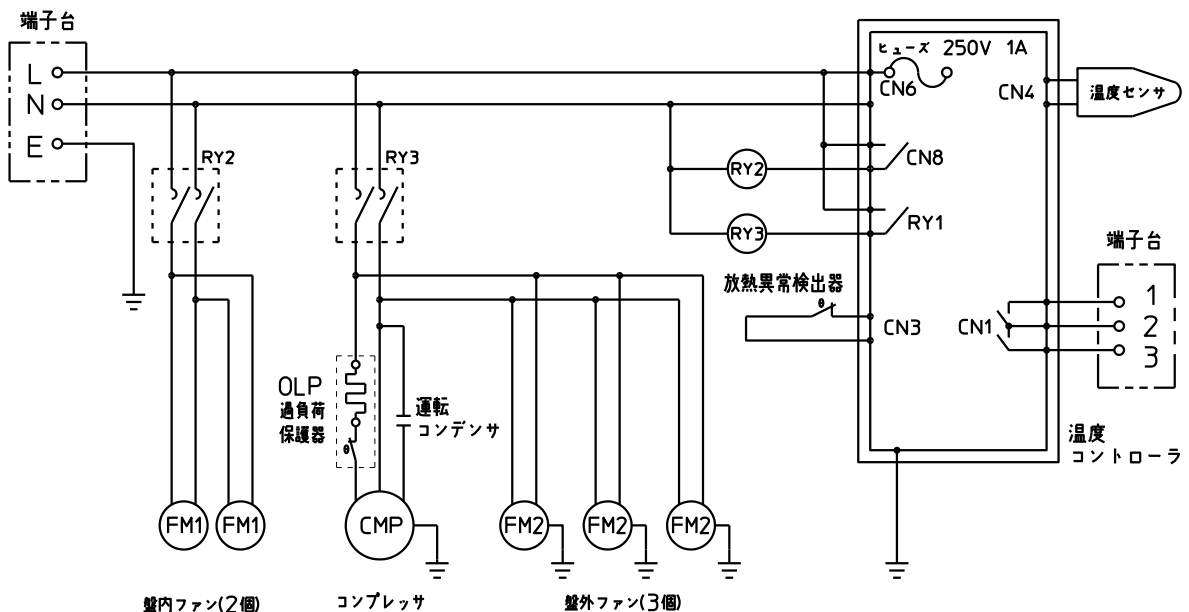 端子台
L
N
E
RY2
RY3
ヒューズ 250V 1A
CN6
CN4
温度センサ
RY2
CN8
RY3
RY1
放熱異常検出器
θ
CN3
CN1
端子台
1
2
3
OLP
過負荷
保護器
θ
運転
コンデンサ
温度
コントローラ
FM1
FM1
CMP
FM2
FM2
FM2
盤内ファン(2個)
コンプレッサ
盤外ファン(3個)